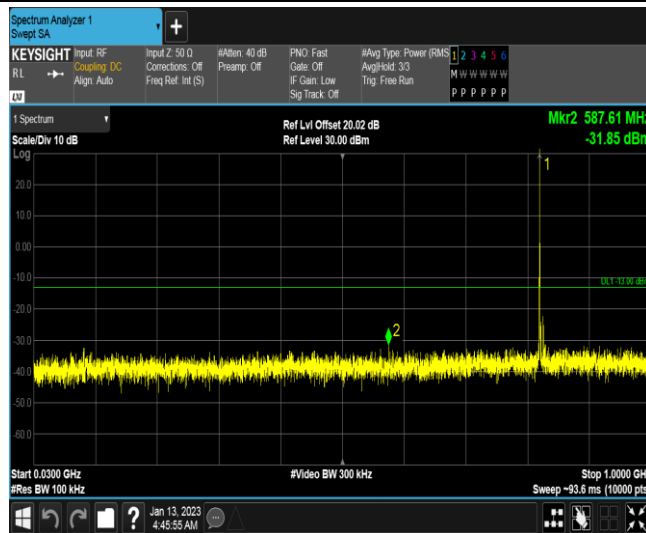 Spectrum Analyzer 1
Swept SA
+
KEYSIGHT
RL
LXI
Input: RF
Coupling: DC
Align: Auto
Input Z: 50 Ω
Corrections: Off
Freq Ref: Int (S)
#Atten: 40 dB
Preamp: Off
PNO: Fast
Gate: Off
IF Gain: Low
Sig Track: Off
#Avg Type: Power (RMS
Avg|Hold: 3/3
Trig: Free Run
1 2 3 4 5 6
M W W W W W
P P P P P P
1 Spectrum
Scale/Div 10 dB
Log
Ref Lvl Offset 20.02 dB
Ref Level 30.00 dBm
Mkr2 587.61 MHz
-31.85 dBm
1
20.0
10.0
0.00
-10.0
DL1 -13.00 dBm
-20.0
-30.0
2
-40.0
-50.0
-60.0
Start 0.0300 GHz
#Res BW 100 kHz
#Video BW 300 kHz
Stop 1.0000 GHz
Sweep ~93.6 ms (10000 pts)
?
Jan 13, 2023
4:45:55 AM